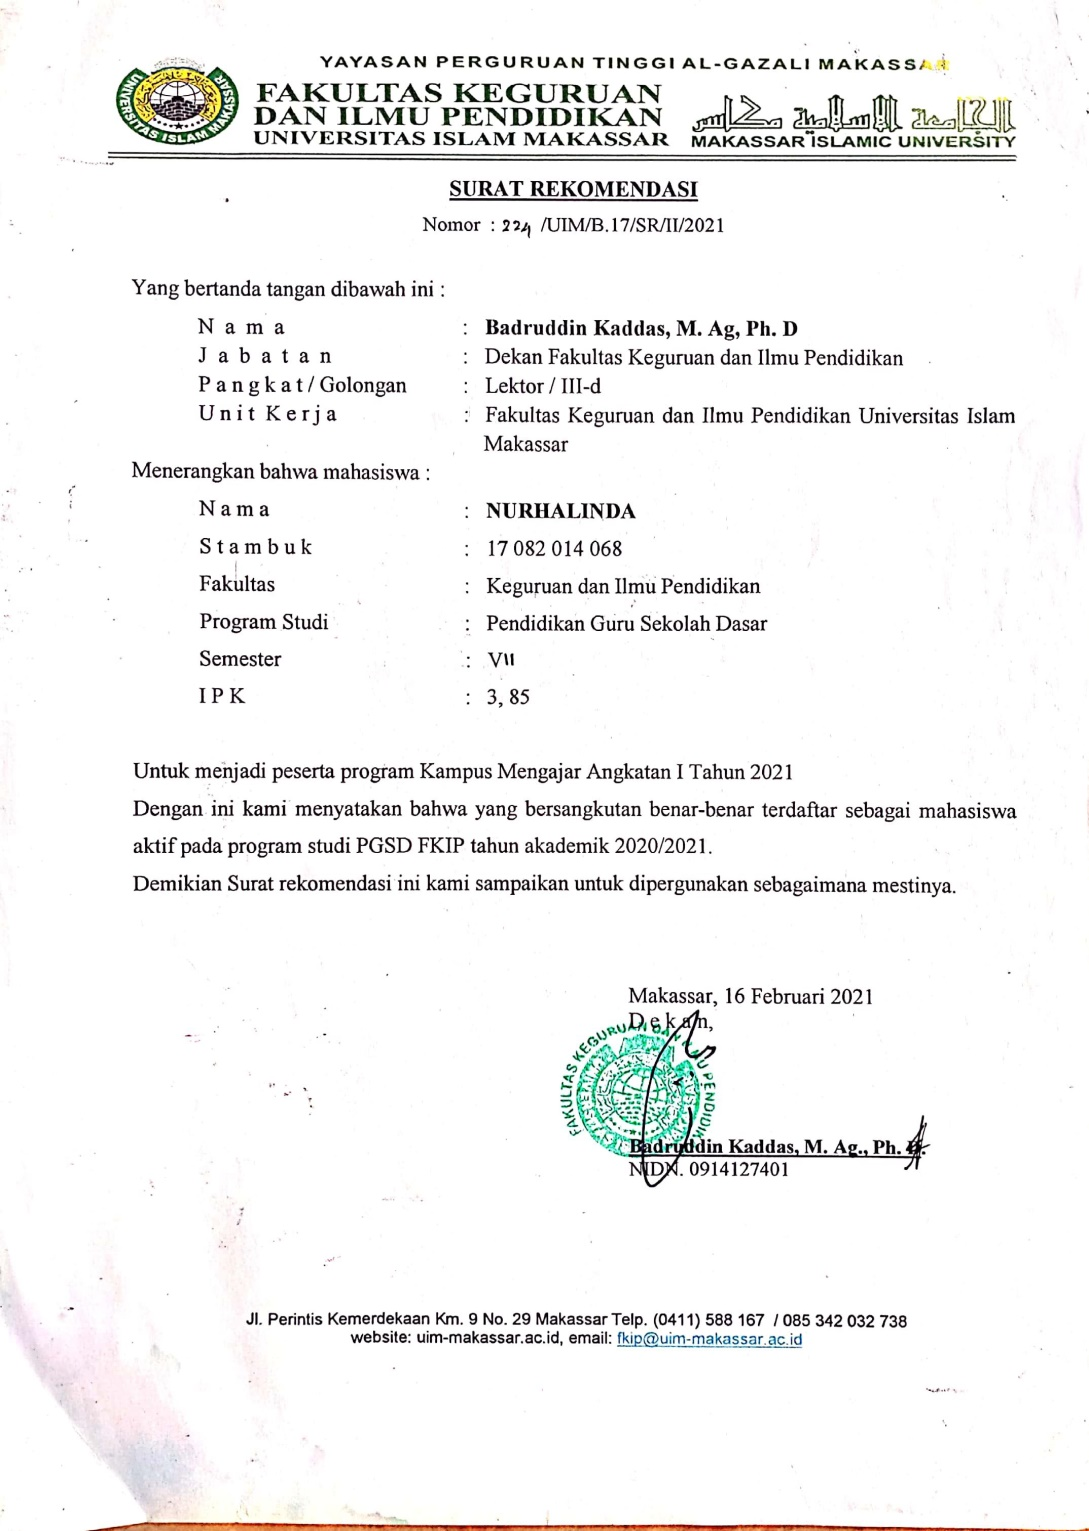 YAYASAN PERGURUAN TINGGI AL-GAZALI MAKASSAR
UNIVERSITAS ISLAM MAKASSAR
FAKULTAS KEGURUAN
DAN ILMU PENDIDIKAN
UNIVERSITAS ISLAM MAKASSAR
MAKASSAR ISLAMIC UNIVERSITY
SURAT REKOMENDASI
Nomor : 224 /UIM/B.17/SR/II/2021
Yang bertanda tangan dibawah ini :
N a m a : Badruddin Kaddas, M. Ag, Ph. D
J a b a t a n : Dekan Fakultas Keguruan dan Ilmu Pendidikan
P a n g k a t / Golongan : Lektor / III-d
U n i t K e r j a : Fakultas Keguruan dan Ilmu Pendidikan Universitas Islam
Makassar
Menerangkan bahwa mahasiswa :
N a m a : NURHALINDA
S t a m b u k : 17 082 014 068
Fakultas : Keguruan dan Ilmu Pendidikan
Program Studi : Pendidikan Guru Sekolah Dasar
Semester : VII
I P K : 3, 85
Untuk menjadi peserta program Kampus Mengajar Angkatan I Tahun 2021
Dengan ini kami menyatakan bahwa yang bersangkutan benar-benar terdaftar sebagai mahasiswa
aktif pada program studi PGSD FKIP tahun akademik 2020/2021.
Demikian Surat rekomendasi ini kami sampaikan untuk dipergunakan sebagaimana mestinya.
Makassar, 16 Februari 2021
D e k a n,
FAKULTAS KEGURUAN DAN ILMU PENDIDIK
Badruddin Kaddas, M. Ag., Ph. D.
NIDN. 0914127401
Jl. Perintis Kemerdekaan Km. 9 No. 29 Makassar Telp. (0411) 588 167 / 085 342 032 738
website: uim-makassar.ac.id, email: fkip@uim-makassar.ac.id